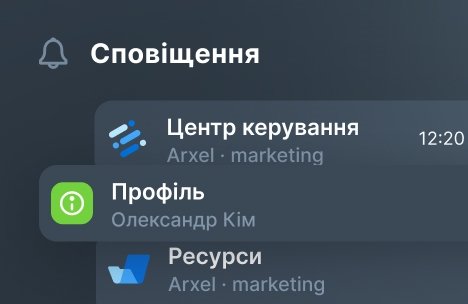 Сповіщення
Центр керування
12:20
Arxel · marketing
Профіль
Олександр Кім
Ресурси
Arxel · marketing